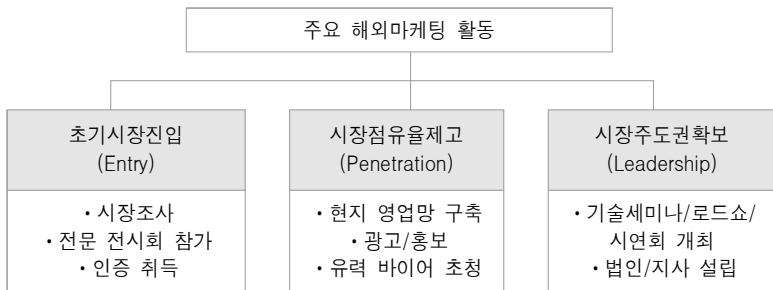 주요 해외마케팅 활동
초기시장진입
(Entry)
• 시장조사
• 전문 전시회 참가
• 인증 취득
시장점유율제고
(Penetration)
• 현지 영업망 구축
• 광고/홍보
• 유력 바이어 초청
시장주도권확보
(Leadership)
• 기술세미나/로드쇼/
시연회 개최
• 법인/지사 설립